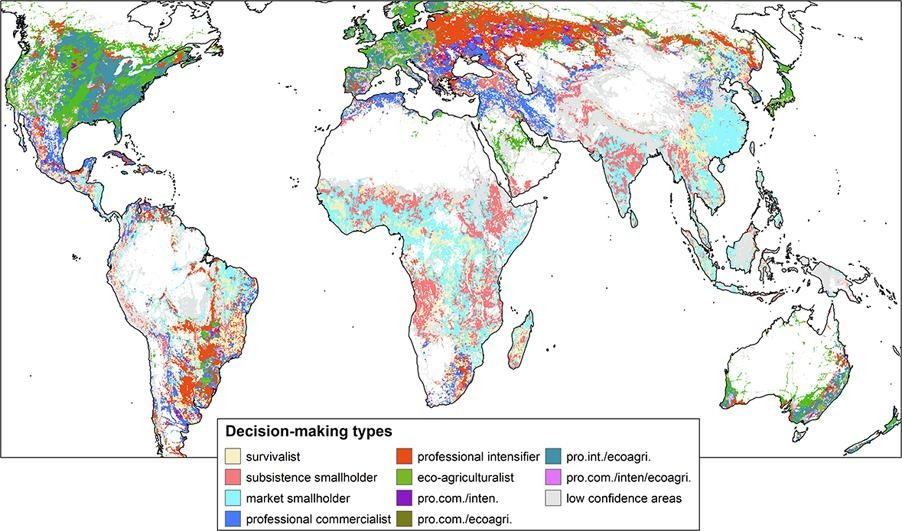 Decision-making types
survivalist
professional intensifier
pro.int./ecoagri.
subsistence smallholder
eco-agriculturalist
pro.com./inten/ecoagri.
market smallholder
pro.com./inten.
low confidence areas
professional commercialist
pro.com./ecoagri.